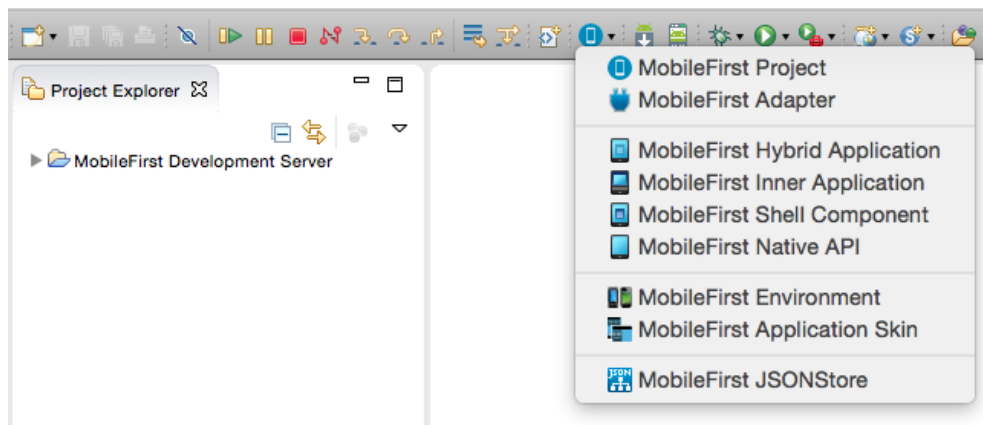 Project Explorer
MobileFirst Development Server
MobileFirst Project
MobileFirst Adapter
MobileFirst Hybrid Application
MobileFirst Inner Application
MobileFirst Shell Component
MobileFirst Native API
MobileFirst Environment
MobileFirst Application Skin
JSON
MobileFirst JSONStore